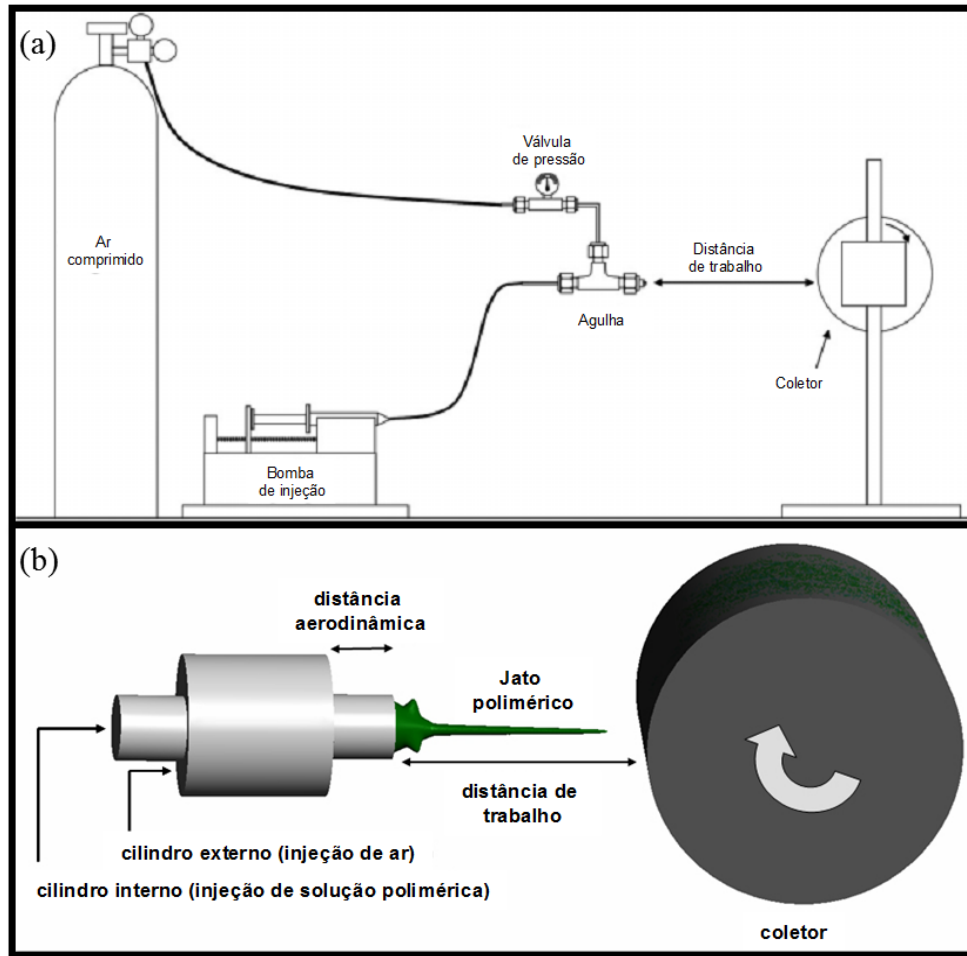 (a)
Válvula
de pressão
Ar
comprimido
Distância
de trabalho
Agulha
Coletor
Bomba
de injeção
(b)
distância
aerodinâmica
Jato
polimérico
distância de
trabalho
cilindro externo (injeção de ar)
cilindro interno (injeção de solução polimérica)
coletor